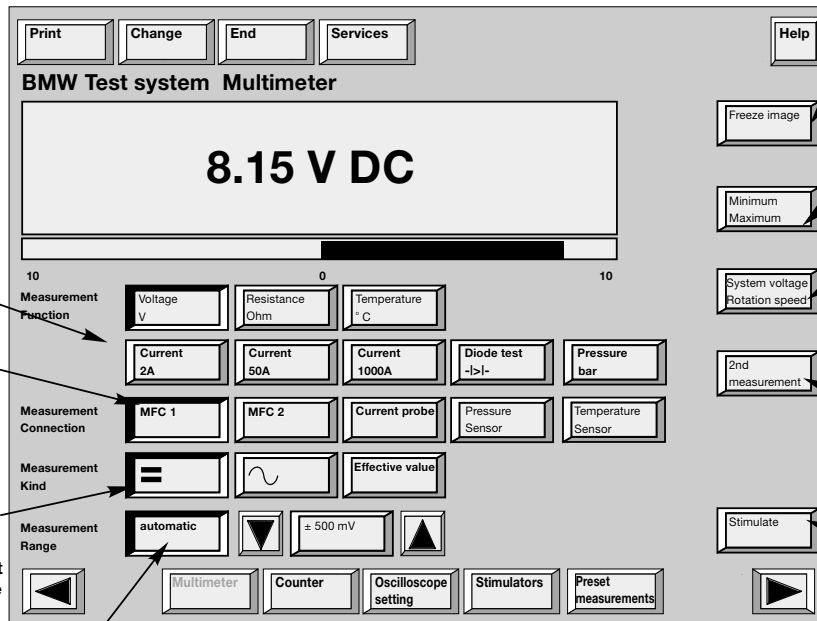 Print
Change
End
Services
Help
BMW Test system Multimeter
8.15 V DC
10
0
10
Freeze image
Minimum
Maximum
System voltage
Rotation speed
2nd
measurement
Stimulate
Measurement
Function
Voltage
V
Resistance
Ohm
Temperature
° C
Current
2A
Current
50A
Current
1000A
Diode test
-|>|-
Pressure
bar
Measurement
Connection
MFC 1
MFC 2
Current probe
Pressure
Sensor
Temperature
Sensor
Measurement
Kind
=
Effective value
Measurement
Range
automatic
± 500 mV
Multimeter
Counter
Oscilloscope
setting
Stimulators
Preset
measurements